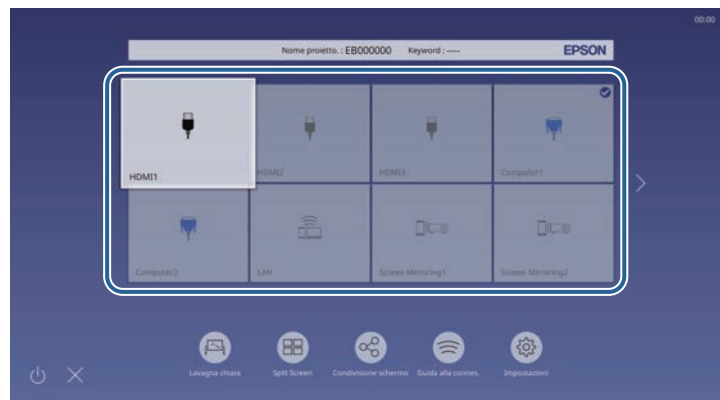 00:00
Nome proietto. : EB000000 Keyword : ---- EPSON
HDMI1 HDMI2 HDMI3 Computer1
Computer2 LAN Screen Mirroring1 Screen Mirroring2
Lavagna chiara Split Screen Condivisione schermo Guida alla connes. Impostazioni